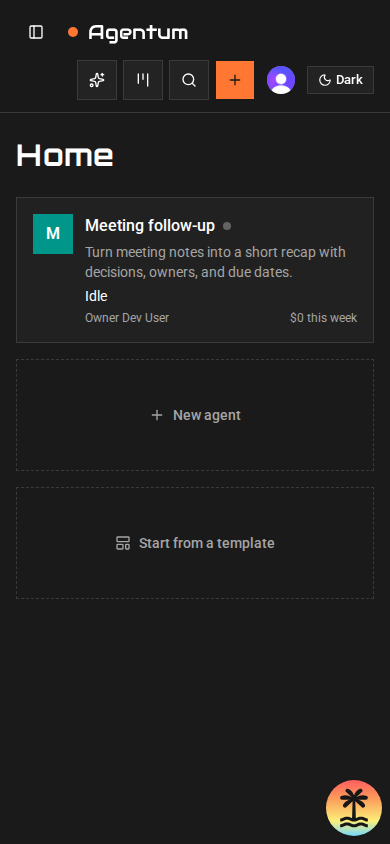 Agentum
Dark
Home
M
Meeting follow-up
Turn meeting notes into a short recap with
decisions, owners, and due dates.
Idle
Owner Dev User
$0 this week
New agent
Start from a template